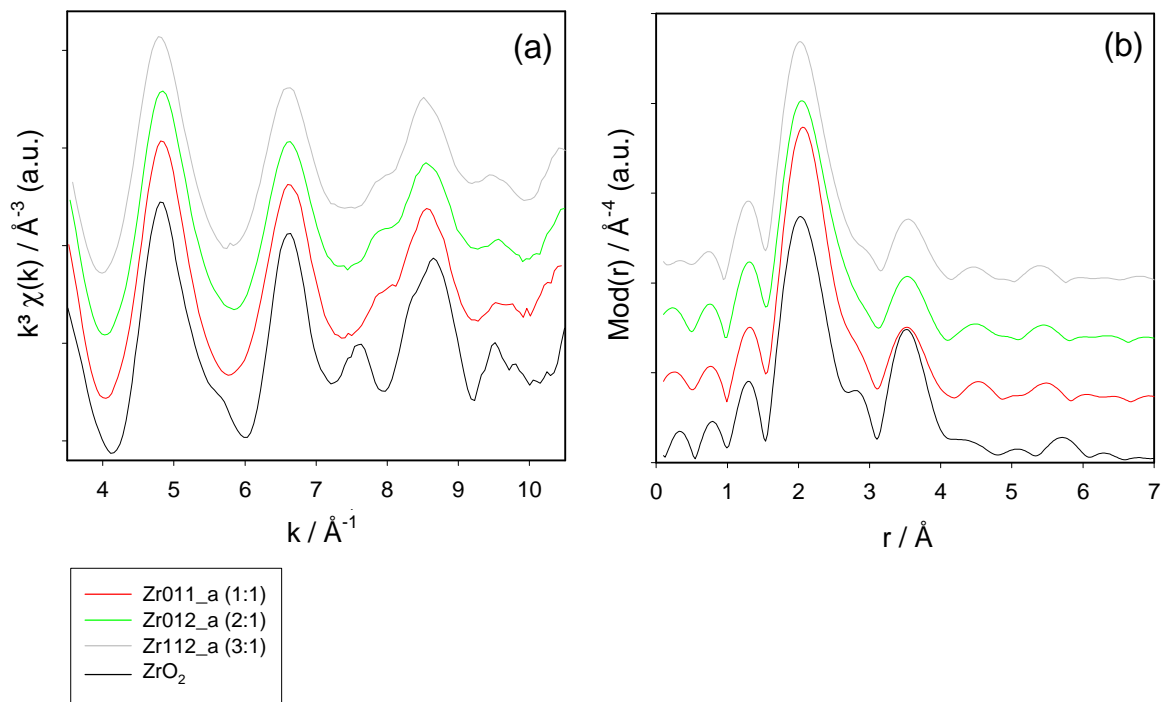 (a)
k³ χ(k) / Å⁻³ (a.u.)
4 5 6 7 8 9 10
k / Å⁻¹
(b)
Mod(r) / Å⁻⁴ (a.u.)
0 1 2 3 4 5 6 7
r / Å
Zr011_a (1:1)
Zr012_a (2:1)
Zr112_a (3:1)
ZrO₂